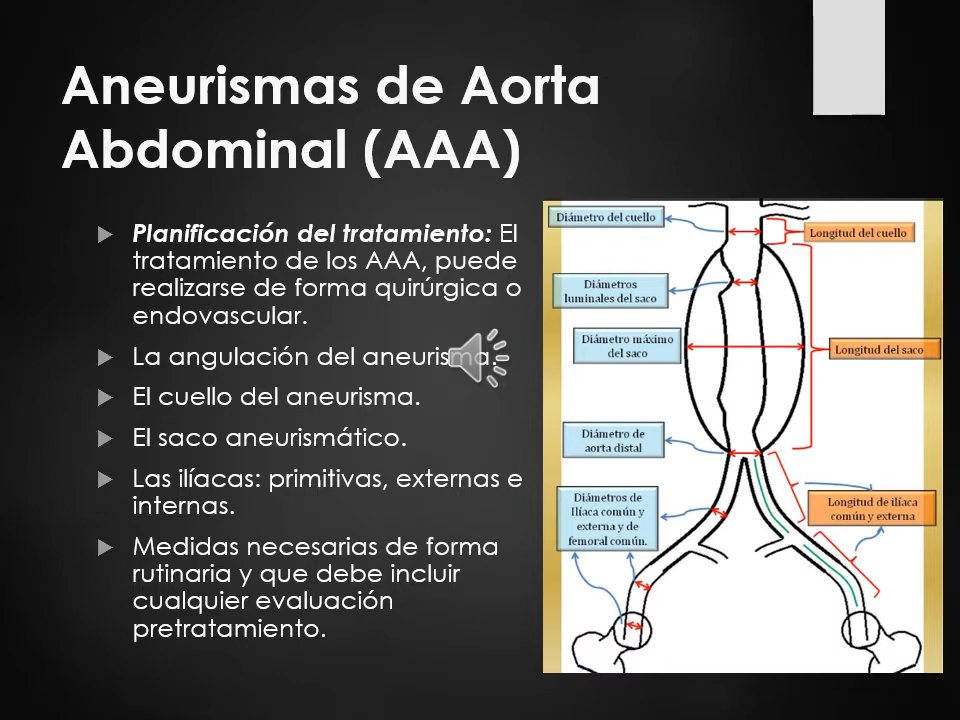 Aneurismas de Aorta
Abdominal (AAA)
Planificación del tratamiento: El
tratamiento de los AAA, puede
realizarse de forma quirúrgica o
endovascular.
La angulación del aneurisma.
El cuello del aneurisma.
El saco aneurismático.
Las ilíacas: primitivas, externas e
internas.
Medidas necesarias de forma
rutinaria y que debe incluir
cualquier evaluación
pretratamiento.
Diámetro del cuello
Longitud del cuello
Diámetros
luminales del saco
Diámetro máximo
del saco
Longitud del saco
Diámetro de
aorta distal
Diámetros de
Ilíaca común y
externa y de
femoral común.
Longitud de ilíaca
común y externa